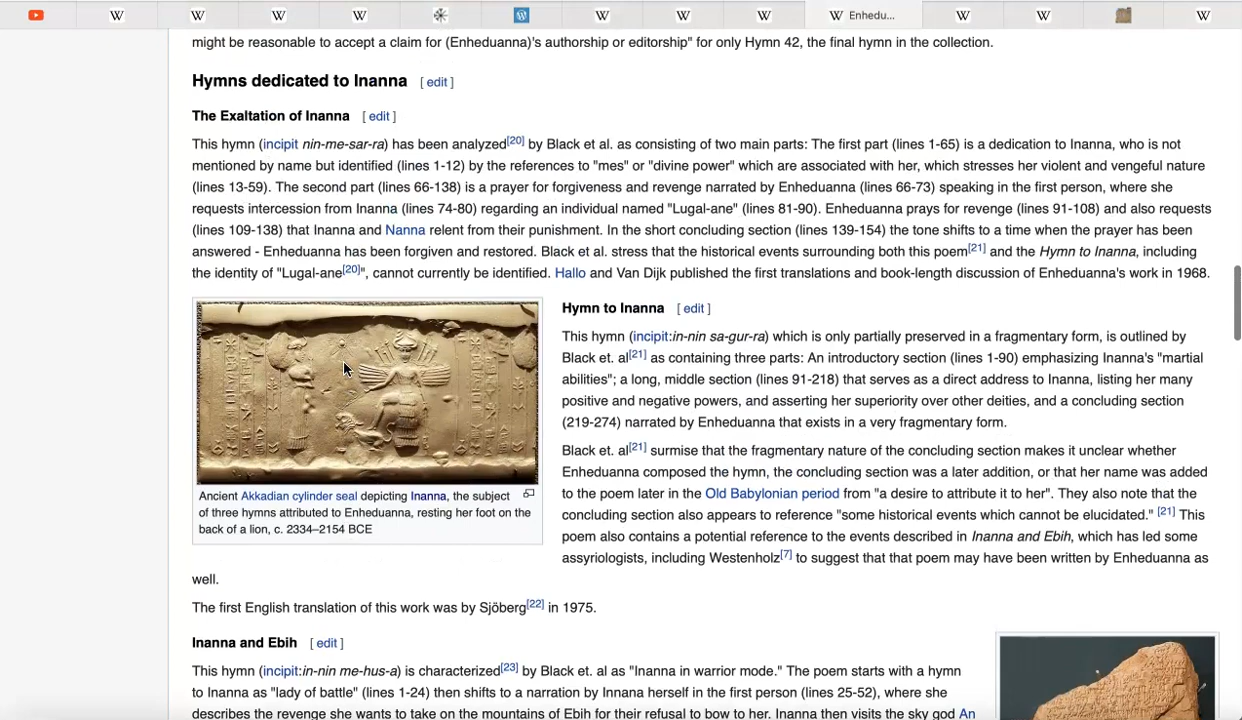 Enhedu...
might be reasonable to accept a claim for (Enheduanna)'s authorship or editorship" for only Hymn 42, the final hymn in the collection.
Hymns dedicated to Inanna [ edit ]
The Exaltation of Inanna [ edit ]
This hymn (incipit nin-me-sar-ra) has been analyzed[20] by Black et al. as consisting of two main parts: The first part (lines 1-65) is a dedication to Inanna, who is not
mentioned by name but identified (lines 1-12) by the references to "mes" or "divine power" which are associated with her, which stresses her violent and vengeful nature
(lines 13-59). The second part (lines 66-138) is a prayer for forgiveness and revenge narrated by Enheduanna (lines 66-73) speaking in the first person, where she
requests intercession from Inanna (lines 74-80) regarding an individual named "Lugal-ane" (lines 81-90). Enheduanna prays for revenge (lines 91-108) and also requests
(lines 109-138) that Inanna and Nanna relent from their punishment. In the short concluding section (lines 139-154) the tone shifts to a time when the prayer has been
answered - Enheduanna has been forgiven and restored. Black et al. stress that the historical events surrounding both this poem[21] and the Hymn to Inanna, including
the identity of "Lugal-ane[20]", cannot currently be identified. Hallo and Van Dijk published the first translations and book-length discussion of Enheduanna's work in 1968.
Ancient Akkadian cylinder seal depicting Inanna, the subject
of three hymns attributed to Enheduanna, resting her foot on the
back of a lion, c. 2334–2154 BCE
Hymn to Inanna [ edit ]
This hymn (incipit:in-nin sa-gur-ra) which is only partially preserved in a fragmentary form, is outlined by
Black et. al[21] as containing three parts: An introductory section (lines 1-90) emphasizing Inanna's "martial
abilities"; a long, middle section (lines 91-218) that serves as a direct address to Inanna, listing her many
positive and negative powers, and asserting her superiority over other deities, and a concluding section
(219-274) narrated by Enheduanna that exists in a very fragmentary form.
Black et. al[21] surmise that the fragmentary nature of the concluding section makes it unclear whether
Enheduanna composed the hymn, the concluding section was a later addition, or that her name was added
to the poem later in the Old Babylonian period from "a desire to attribute it to her". They also note that the
concluding section also appears to reference "some historical events which cannot be elucidated." [21] This
poem also contains a potential reference to the events described in Inanna and Ebih, which has led some
assyriologists, including Westenholz[7] to suggest that that poem may have been written by Enheduanna as
well.
The first English translation of this work was by Sjöberg[22] in 1975.
Inanna and Ebih [ edit ]
This hymn (incipit:in-nin me-hus-a) is characterized[23] by Black et. al as "Inanna in warrior mode." The poem starts with a hymn
to Inanna as "lady of battle" (lines 1-24) then shifts to a narration by Innana herself in the first person (lines 25-52), where she
describes the revenge she wants to take on the mountains of Ebih for their refusal to bow to her. Inanna then visits the sky god An